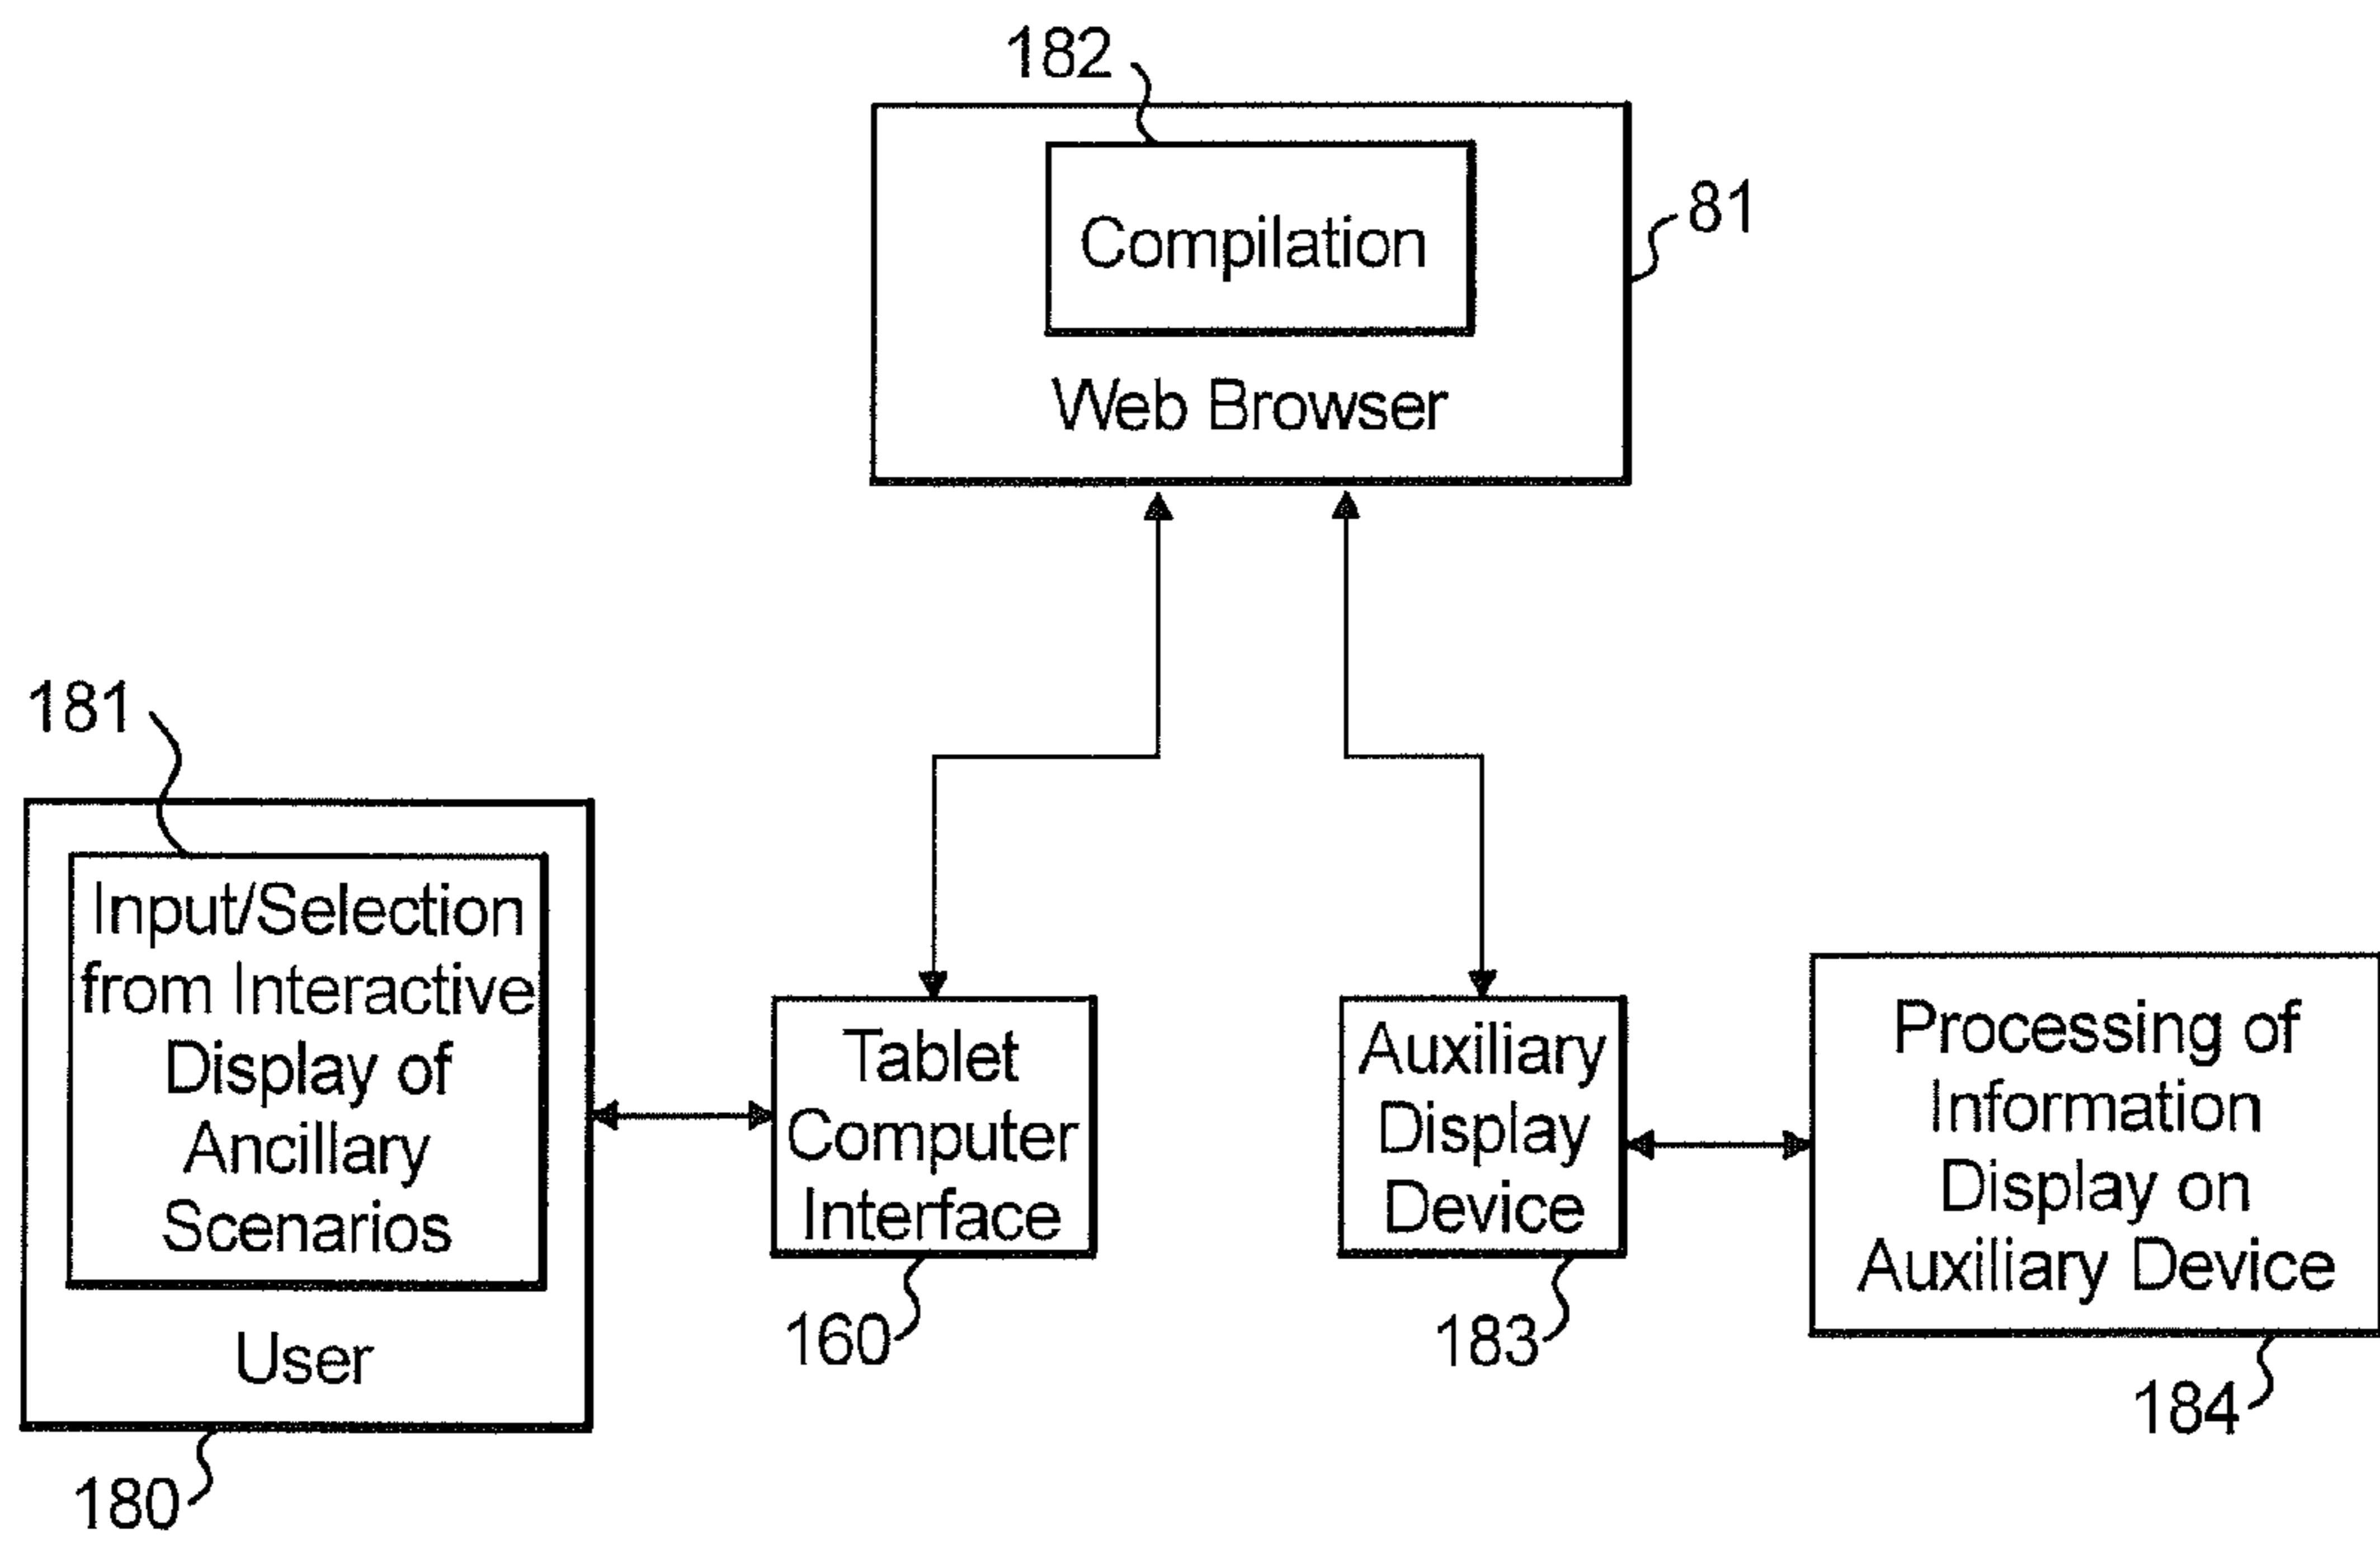 182
Compilation
81
Web Browser
181
Input/Selection
from Interactive
Display of
Ancillary
Scenarios
User
180
Tablet
Computer
Interface
160
Auxiliary
Display
Device
183
Processing of
Information
Display on
Auxiliary Device
184